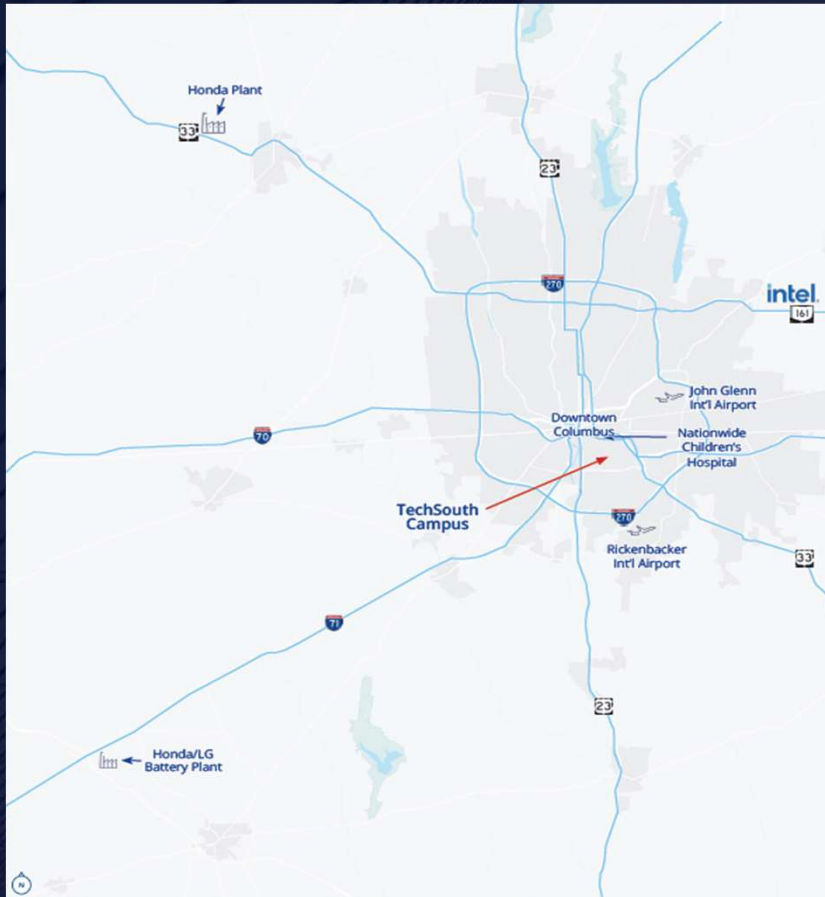 Honda Plant
33
23
270
intel.
161
John Glenn
Int'l Airport
Downtown
Columbus
Nationwide
Children's
Hospital
70
TechSouth
Campus
270
Rickenbacker
Int'l Airport
33
71
23
Honda/LG
Battery Plant
N